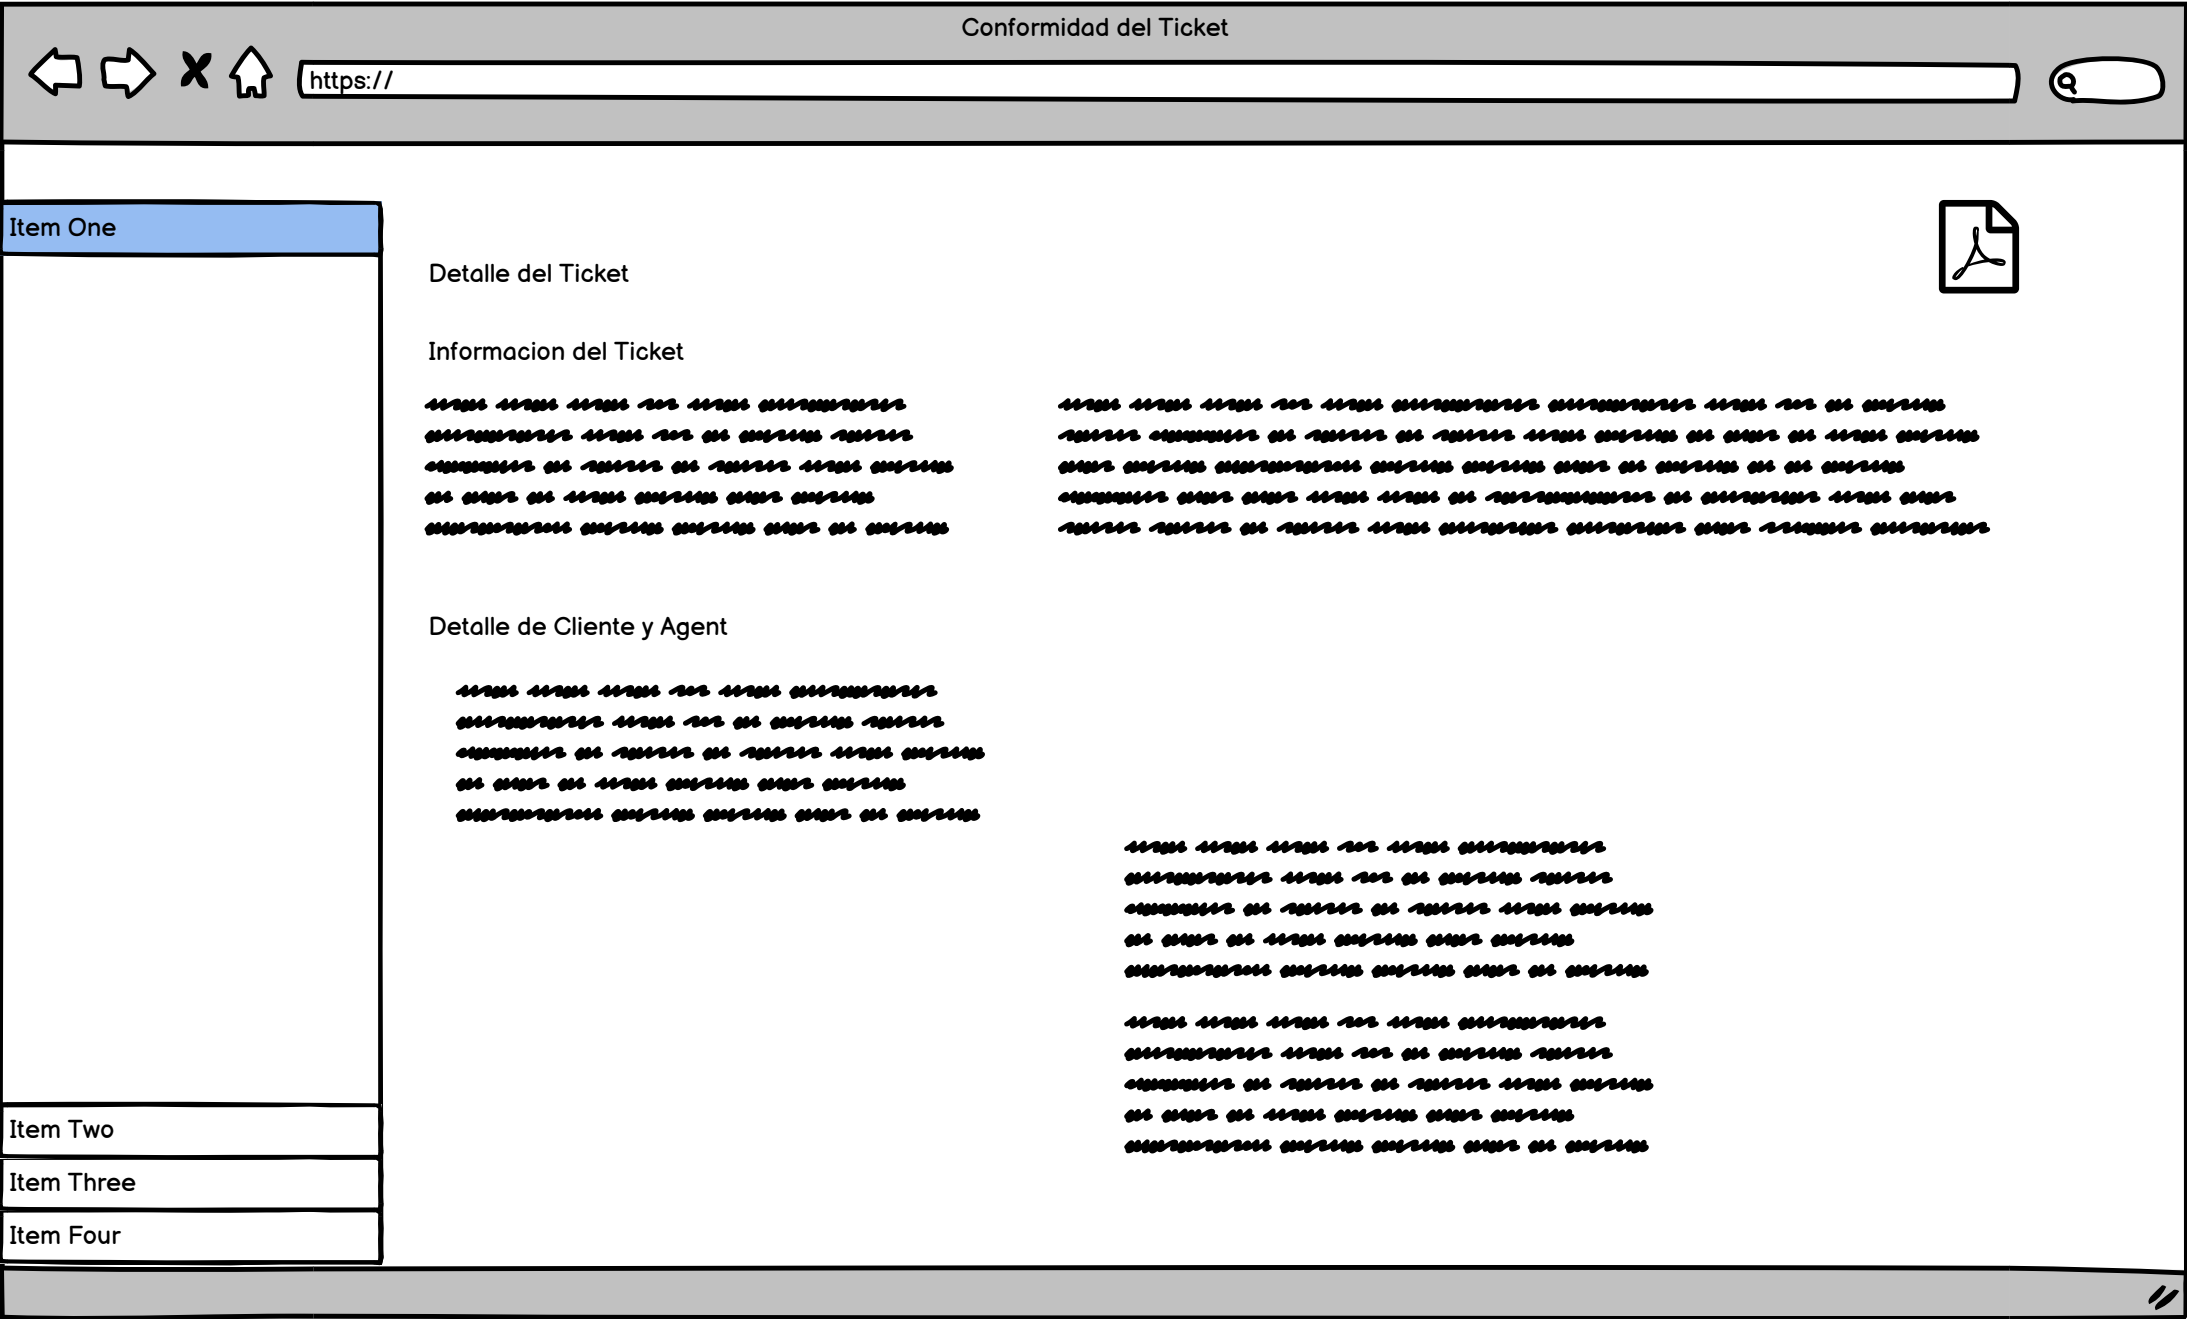 Conformidad del Ticket
https://
Item One
Detalle del Ticket
Informacion del Ticket
Detalle de Cliente y Agent
Item Two
Item Three
Item Four